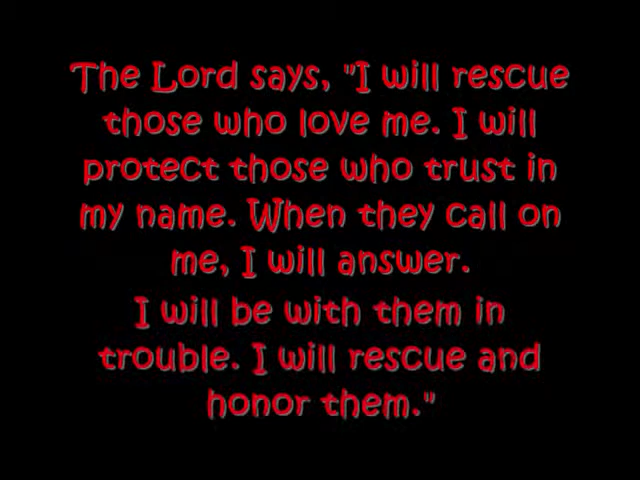 The Lord says, "I will rescue
those who love me. I will
protect those who trust in
my name. When they call on
me, I will answer.
I will be with them in
trouble. I will rescue and
honor them."